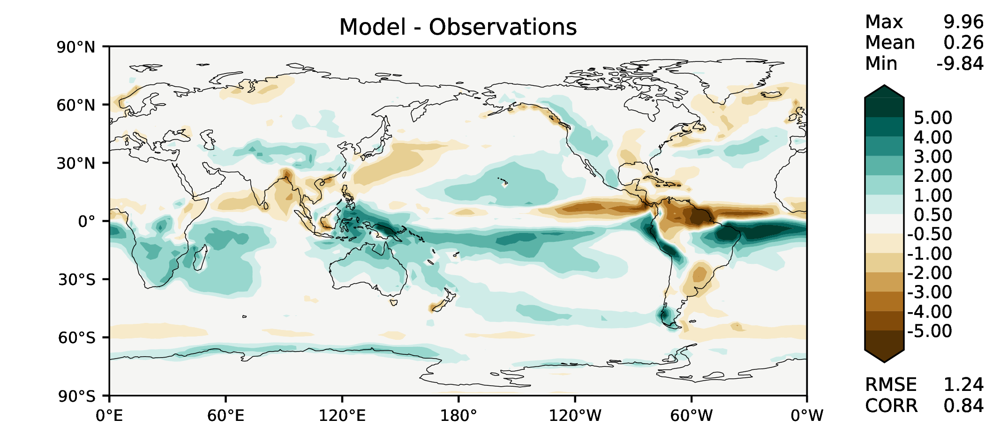 Model - Observations
Max 9.96
Mean 0.26
Min -9.84
90°N
60°N
30°N
0°
30°S
60°S
90°S
0°E 60°E 120°E 180° 120°W 60°W 0°W
5.00
4.00
3.00
2.00
1.00
0.50
-0.50
-1.00
-2.00
-3.00
-4.00
-5.00
RMSE 1.24
CORR 0.84